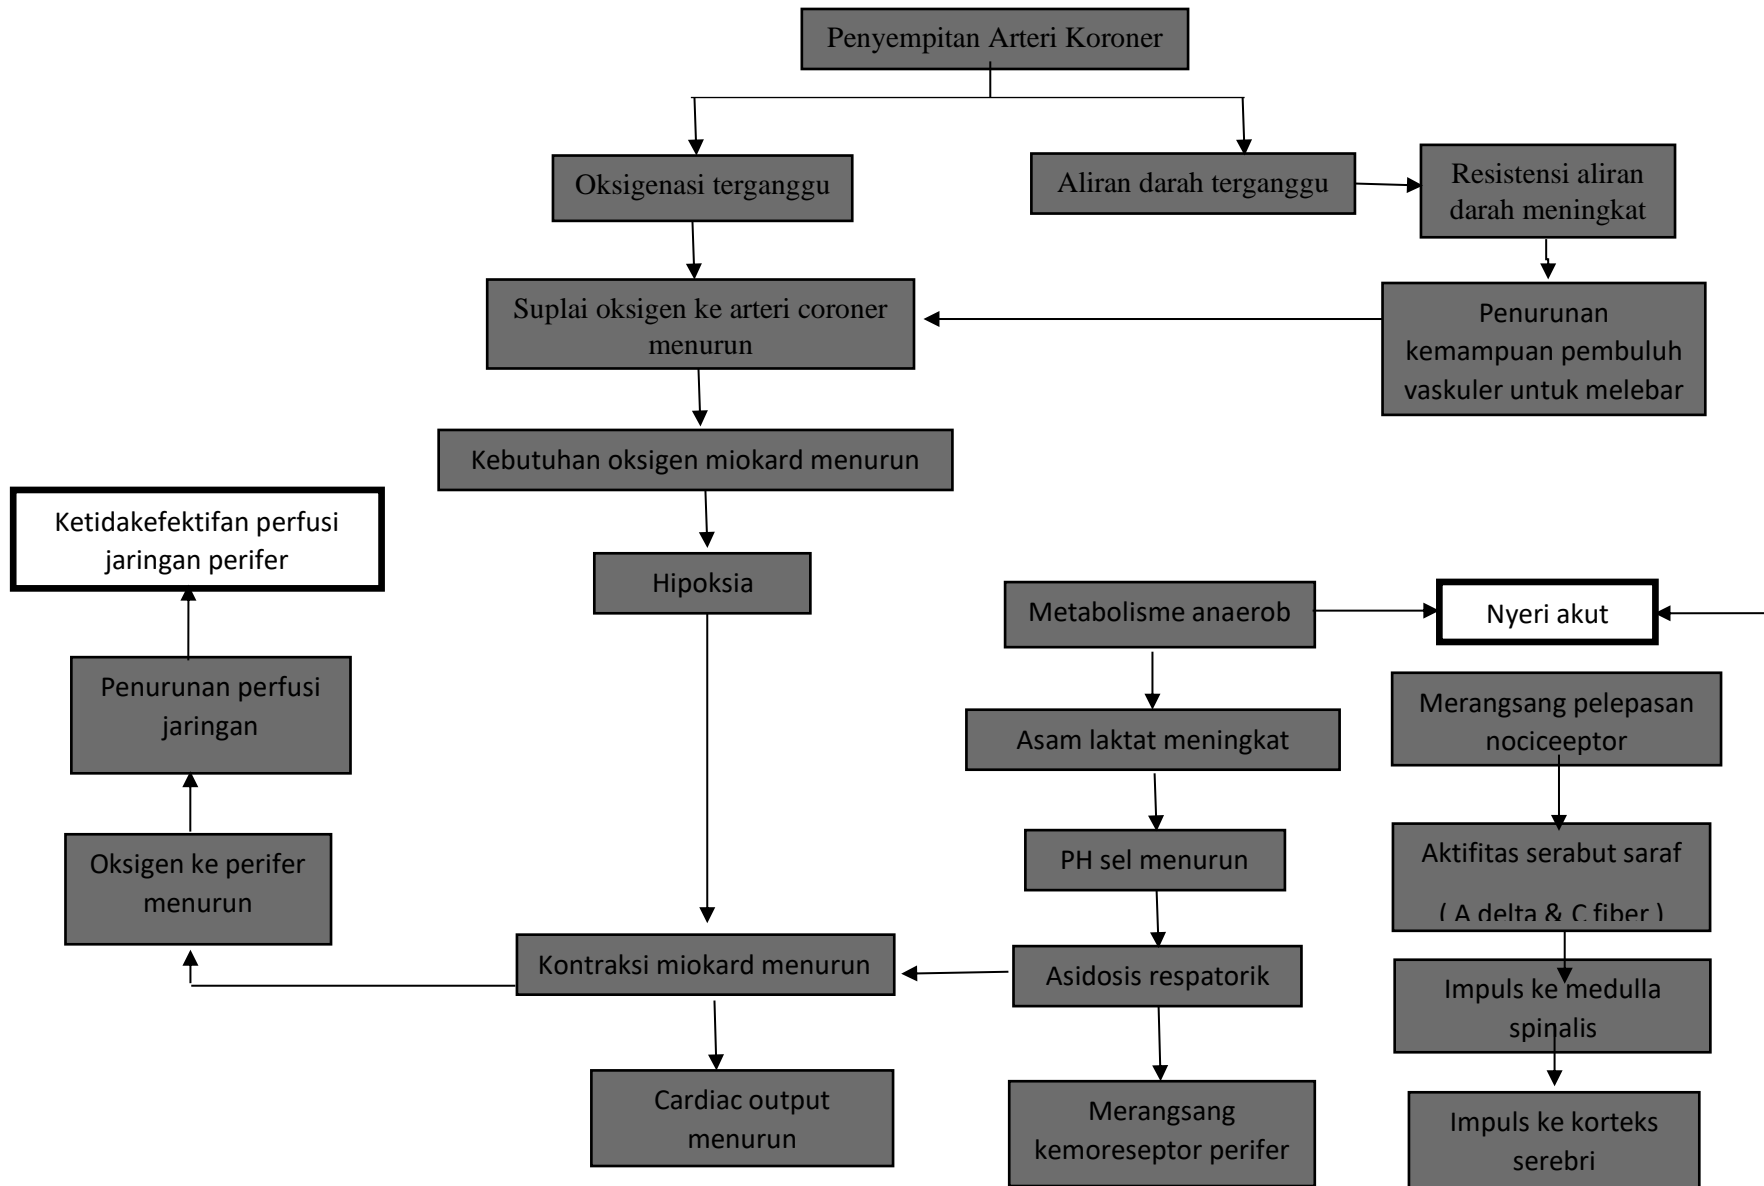 Penyempitan Arteri Koroner
Oksigenasi terganggu
Aliran darah terganggu
Resistensi aliran
darah meningkat
Suplai oksigen ke arteri coroner
menurun
Penurunan
kemampuan pembuluh
vaskuler untuk melebar
Kebutuhan oksigen miokard menurun
Ketidakefektifan perfusi
jaringan perifer
Hipoksia
Metabolisme anaerob
Nyeri akut
Penurunan perfusi
jaringan
Asam laktat meningkat
Merangsang pelepasan
nociceeptor
Oksigen ke perifer
menurun
PH sel menurun
Aktifitas serabut saraf
( A delta & C fiber )
Kontraksi miokard menurun
Asidosis respatorik
Impuls ke medulla
spinalis
Cardiac output
menurun
Merangsang
kemoreseptor perifer
Impuls ke korteks
serebri